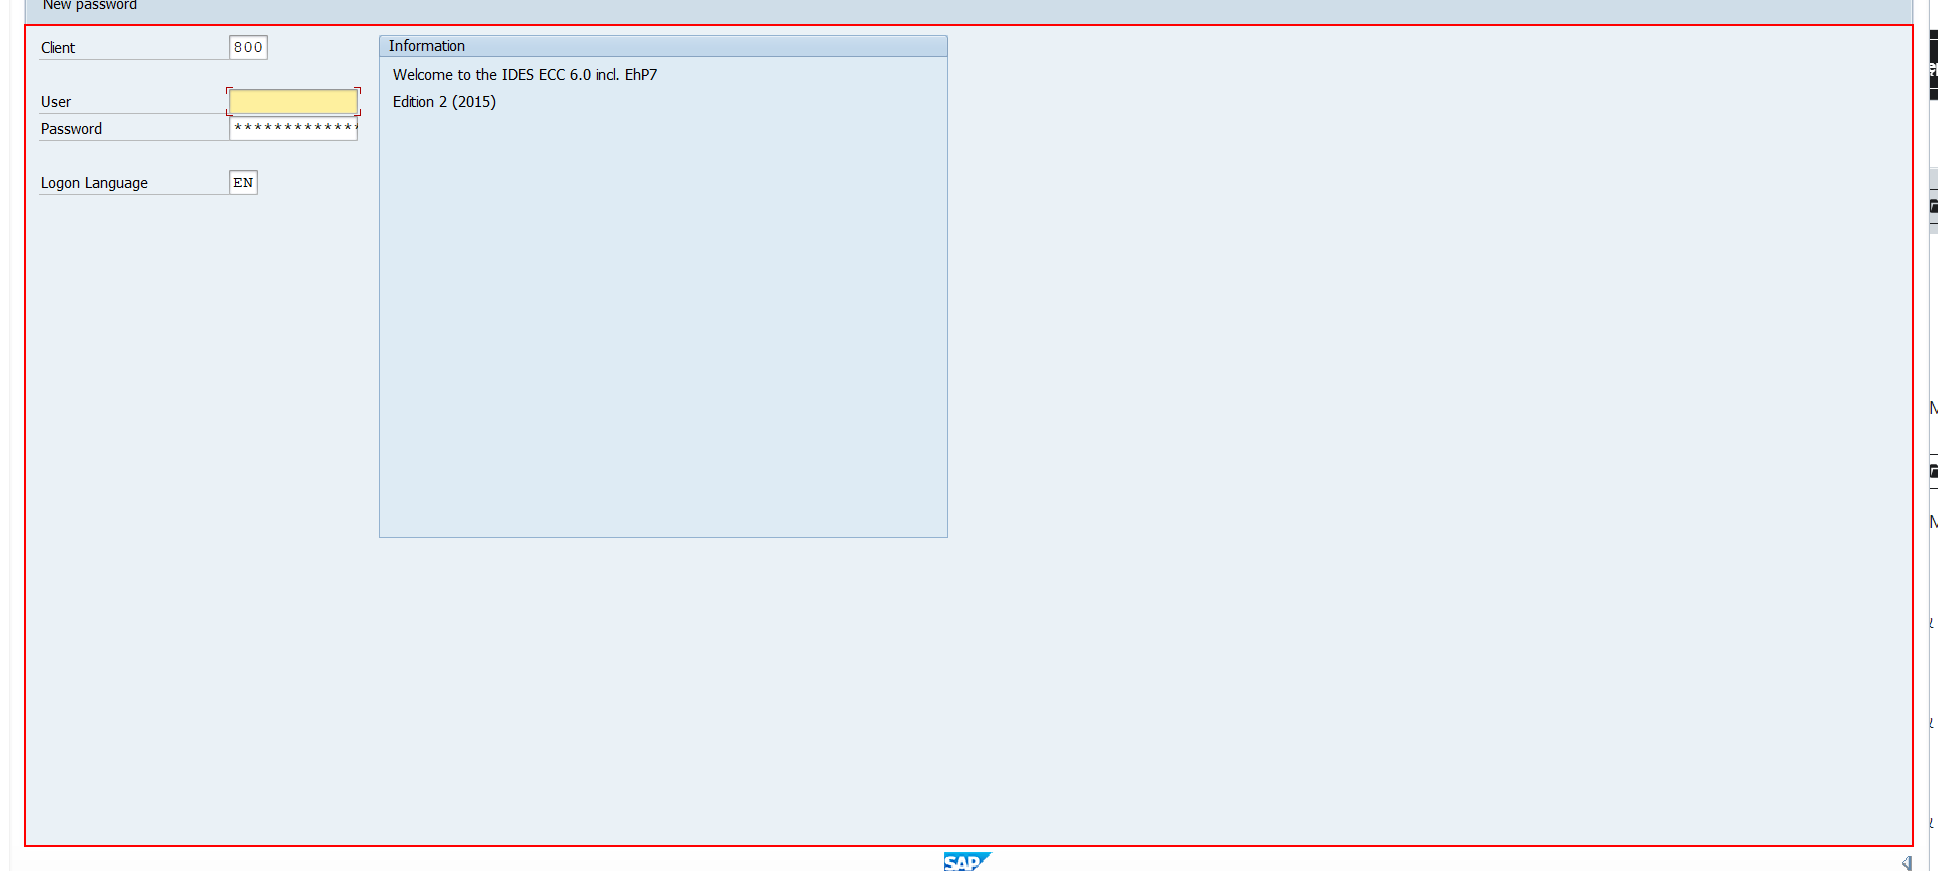 New password
Client 800
Information
Welcome to the IDES ECC 6.0 incl. EhP7
User
Edition 2 (2015)
Password *************
Logon Language EN
SAP